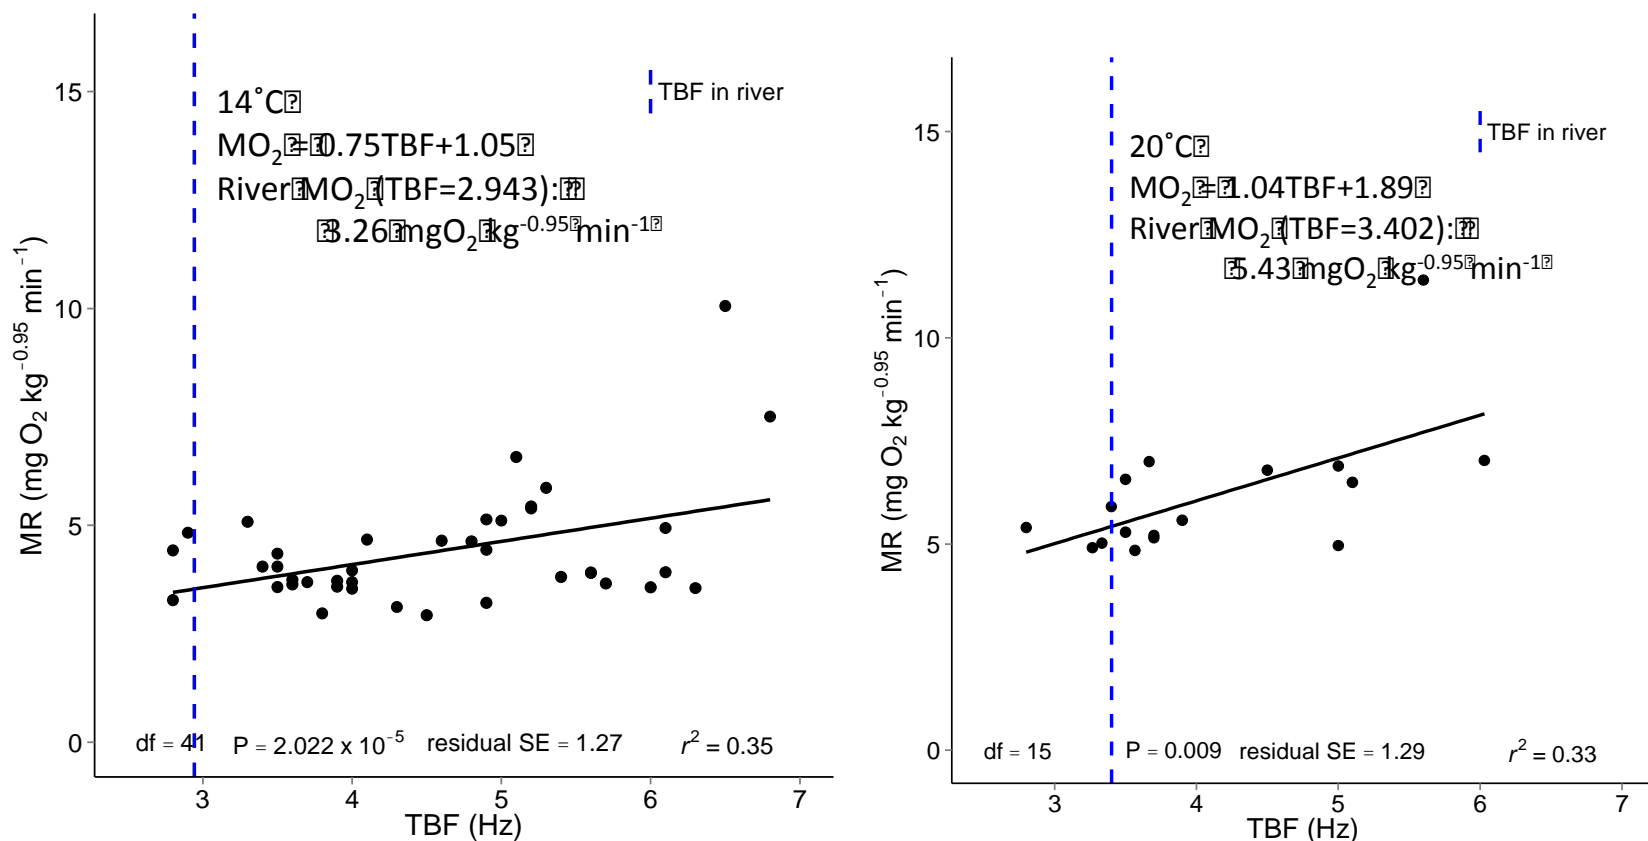 14˚C
MO₂ = 0.75TBF+1.05
River MO₂ (TBF=2.943):
3.26 mgO₂ kg⁻⁰·⁹⁵ min⁻¹
TBF in river
15
10
5
0
MR (mg O₂ kg⁻⁰·⁹⁵ min⁻¹)
df = 41 P = 2.022 x 10⁻⁵ residual SE = 1.27 r² = 0.35
3 4 5 6 7
TBF (Hz)
20˚C
MO₂ = 1.04TBF+1.89
River MO₂ (TBF=3.402):
5.43 mgO₂ kg⁻⁰·⁹⁵ min⁻¹
TBF in river
15
10
5
0
MR (mg O₂ kg⁻⁰·⁹⁵ min⁻¹)
df = 15 P = 0.009 residual SE = 1.29 r² = 0.33
3 4 5 6 7
TBF (Hz)